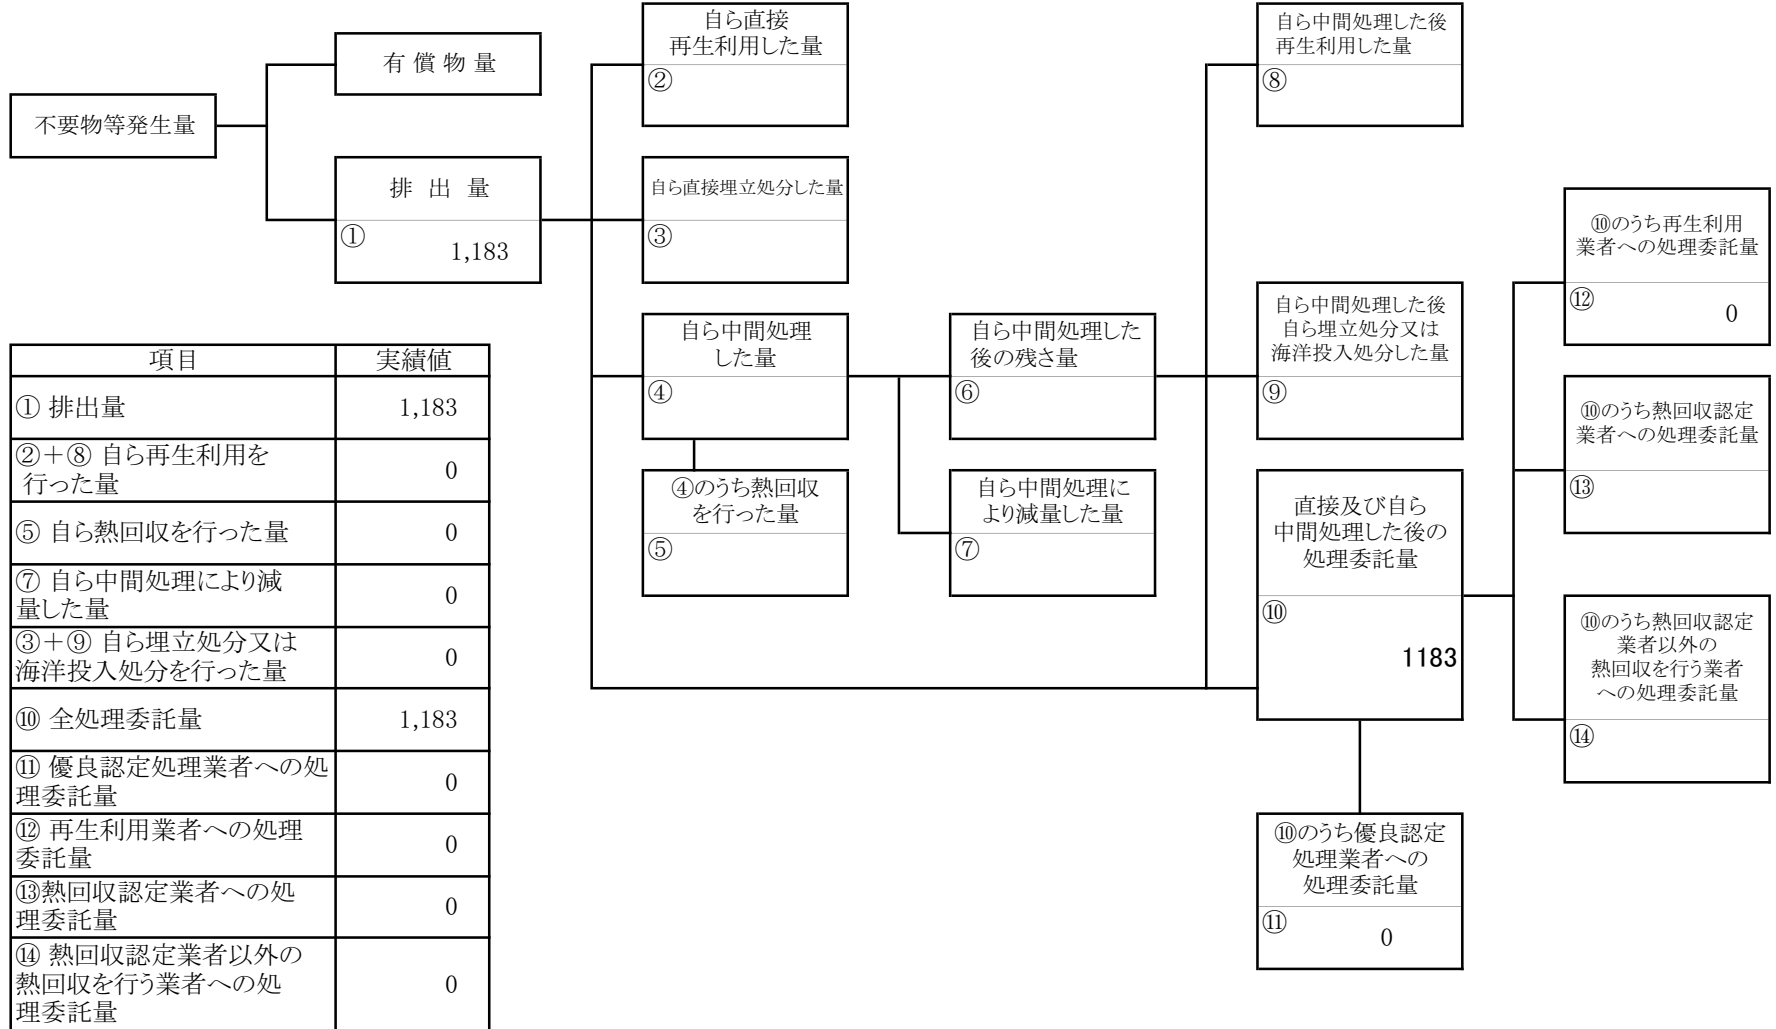 不要物等発生量
有 償 物 量
排 出 量
①
1,183
自ら直接
再生利用した量
②
自ら直接埋立処分した量
③
自ら中間処理
した量
④
④のうち熱回収
を行った量
⑤
自ら中間処理した
後の残さ量
⑥
自ら中間処理に
より減量した量
⑦
自ら中間処理した後
再生利用した量
⑧
自ら中間処理した後
自ら埋立処分又は
海洋投入処分した量
⑨
直接及び自ら
中間処理した後の
処理委託量
⑩
1183
⑩のうち優良認定
処理業者への
処理委託量
⑪
0
⑩のうち再生利用
業者への処理委託量
⑫
0
⑩のうち熱回収認定
業者への処理委託量
⑬
⑩のうち熱回収認定
業者以外の
熱回収を行う業者
への処理委託量
⑭
項目 実績値
① 排出量 1,183
②＋⑧ 自ら再生利用を
行った量 0
⑤ 自ら熱回収を行った量 0
⑦ 自ら中間処理により減
量した量 0
③＋⑨ 自ら埋立処分又は
海洋投入処分を行った量 0
⑩ 全処理委託量 1,183
⑪ 優良認定処理業者への処
理委託量 0
⑫ 再生利用業者への処理
委託量 0
⑬熱回収認定業者への処
理委託量 0
⑭ 熱回収認定業者以外の
熱回収を行う業者への処
理委託量 0